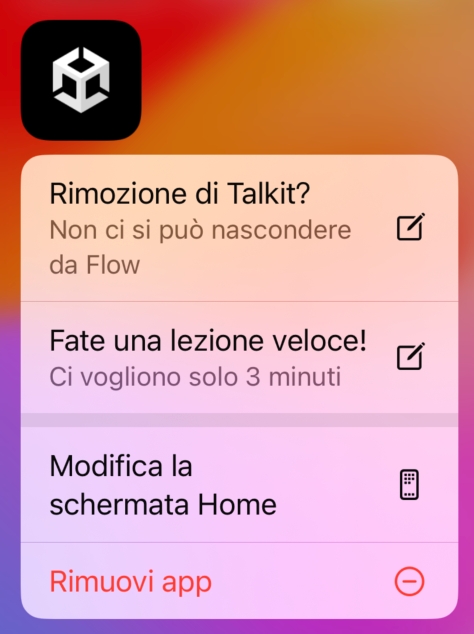 Rimozione di Talkit?
Non ci si può nascondere
da Flow
Fate una lezione veloce!
Ci vogliono solo 3 minuti
Modifica la
schermata Home
Rimuovi app